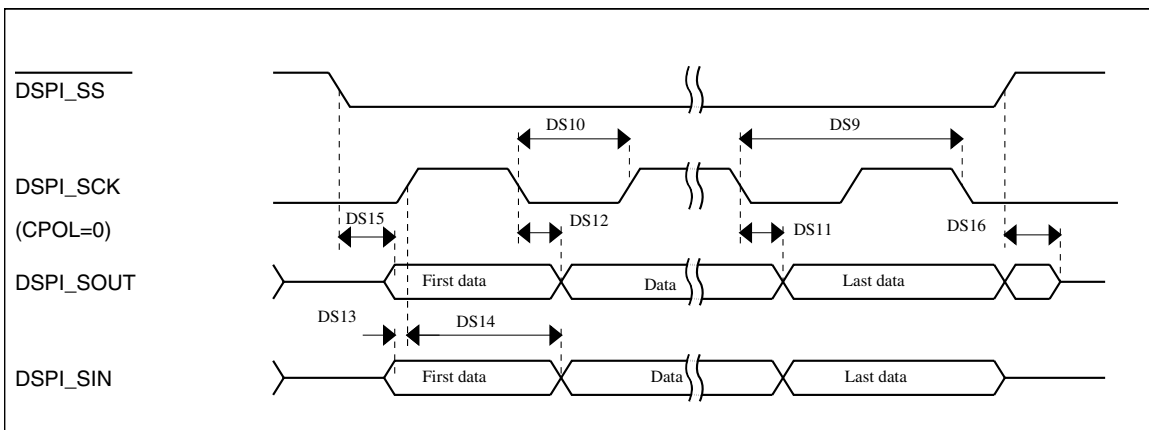 DSPI_SS
DS10
DS9
DSPI_SCK
(CPOL=0)
DS15
DS12
DS11
DS16
DSPI_SOUT
First data
Data
Last data
DS13
DS14
DSPI_SIN
First data
Data
Last data